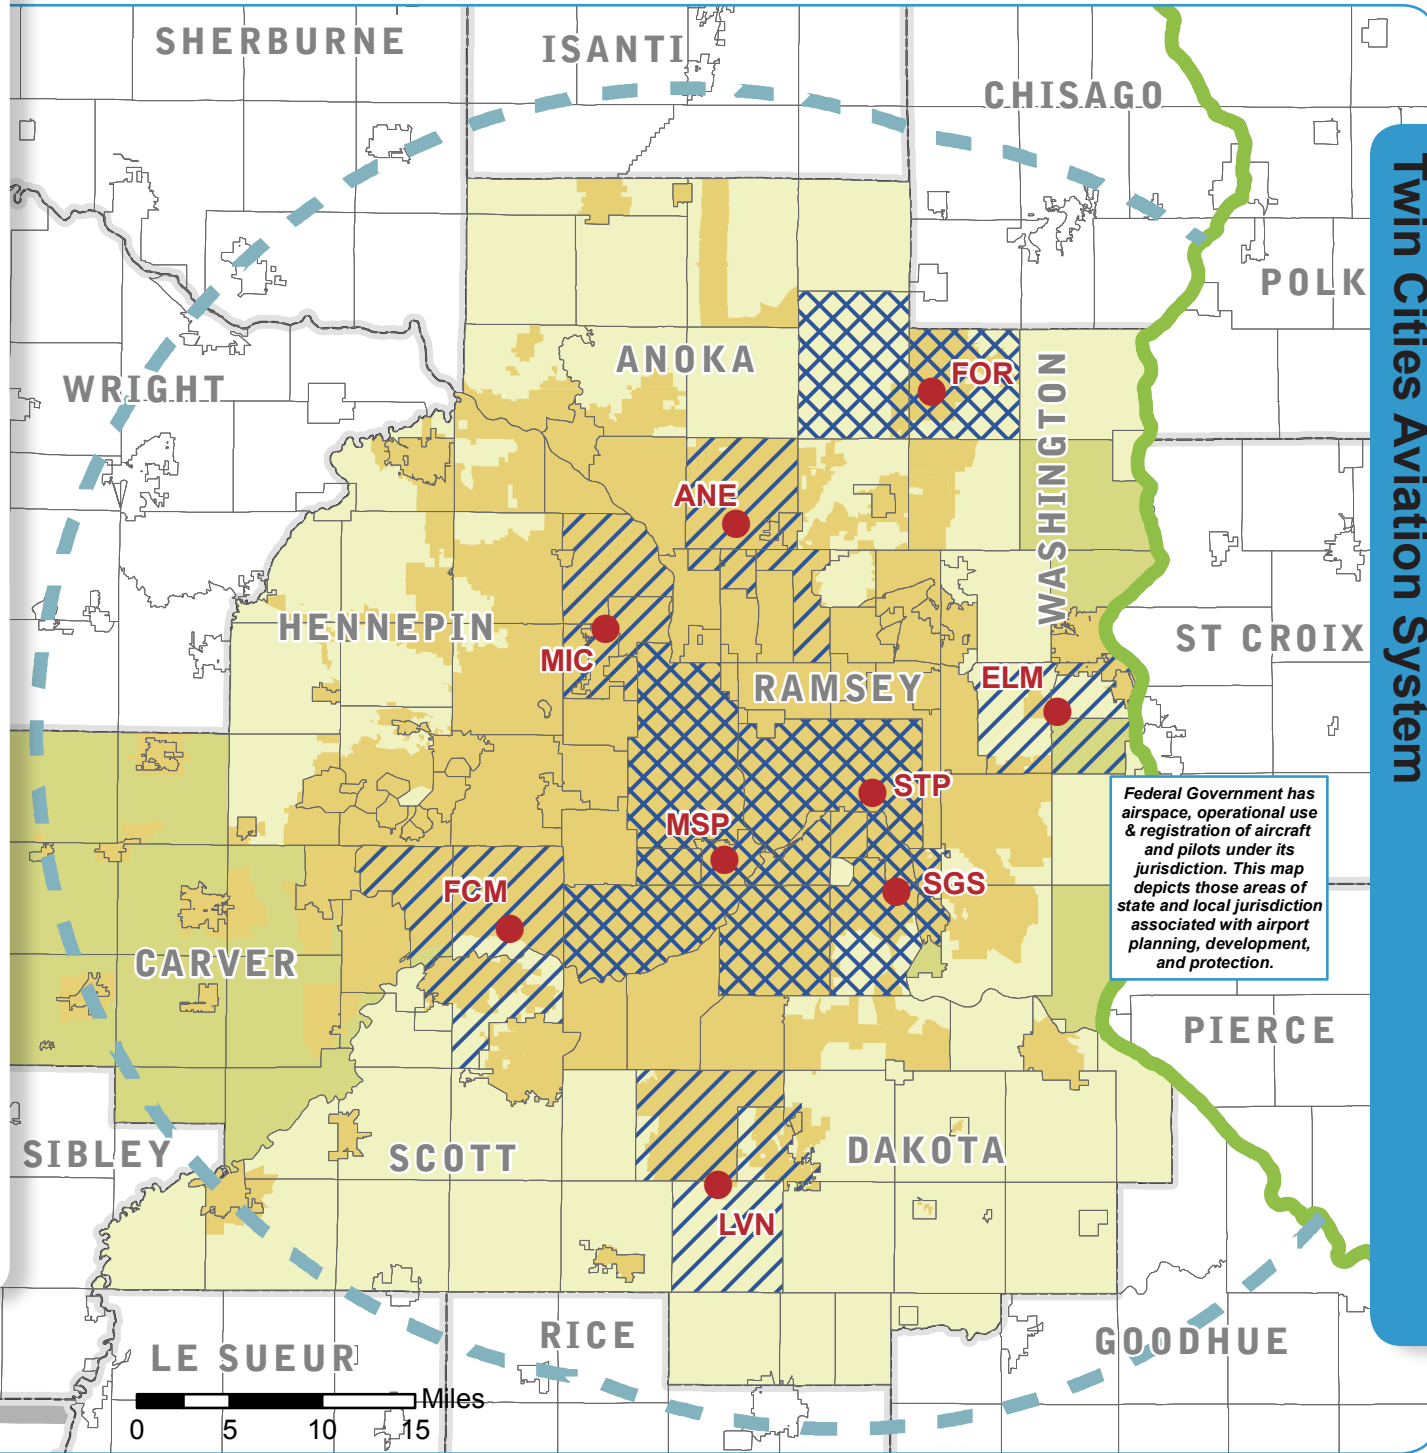 SHERBURNE
ISANTI
CHISAGO
POLK
WRIGHT
ANOKA
FOR
WASHINGTON
ANE
HENNEPIN
MIC
ST CROIX
RAMSEY
ELM
STP
MSP
FCM
SGS
Federal Government has
airspace, operational use
& registration of aircraft
and pilots under its
jurisdiction. This map
depicts those areas of
state and local jurisdiction
associated with airport
planning, development,
and protection.
CARVER
PIERCE
SIBLEY
SCOTT
DAKOTA
LVN
RICE
GOODHUE
LE SUEUR
Miles
0 5 10 15
Twin Cities Aviation System